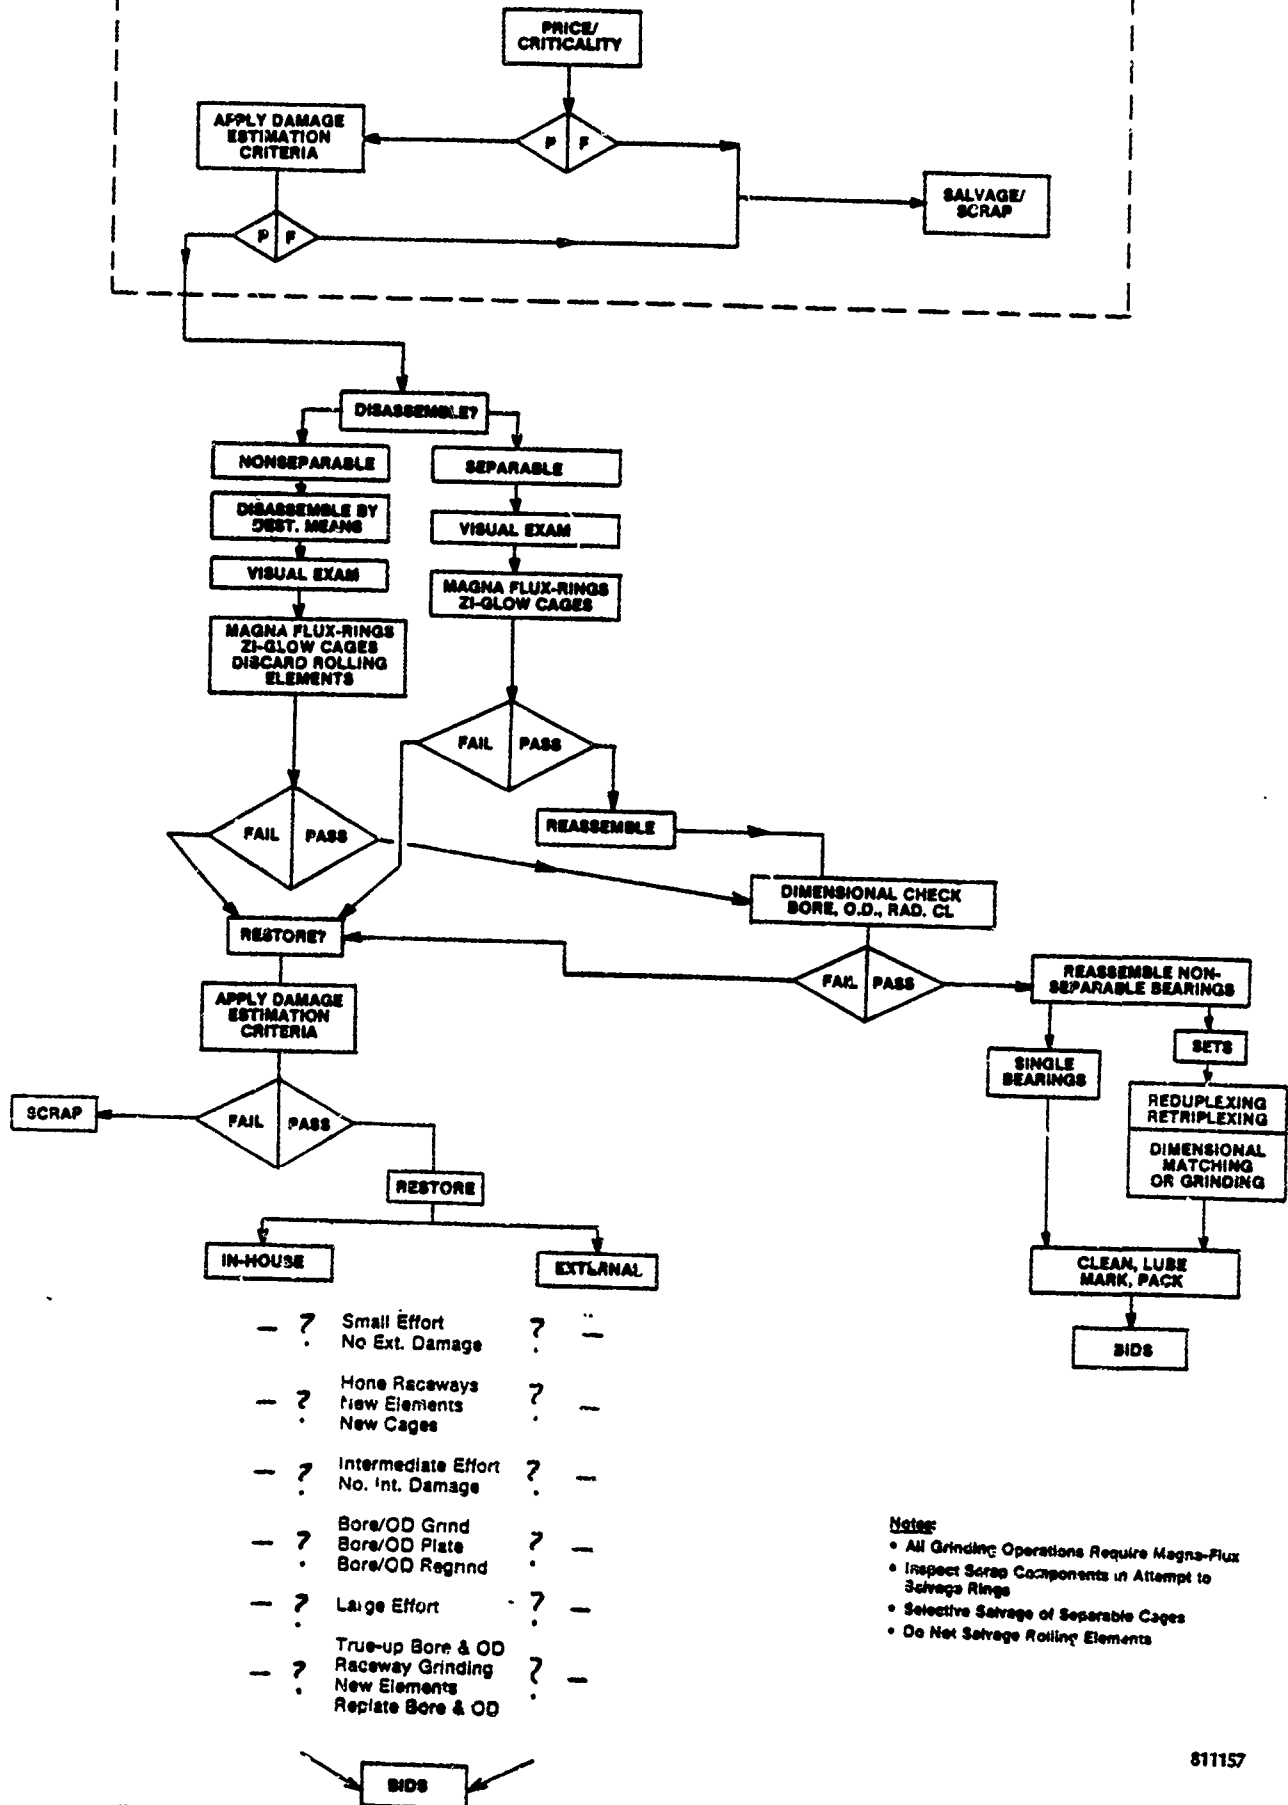 PRICE/
CRITICALITY
APPLY DAMAGE
ESTIMATION
CRITERIA
P F
SALVAGE/
SCRAP
P F
DISASSEMBLE?
NONSEPARABLE
SEPARABLE
DISASSEMBLE BY
DEST. MEANS
VISUAL EXAM
VISUAL EXAM
MAGNA FLUX-RINGS
ZI-GLOW CAGES
MAGNA FLUX-RINGS
ZI-GLOW CAGES
DISCARD ROLLING
ELEMENTS
FAIL PASS
REASSEMBLE
FAIL PASS
DIMENSIONAL CHECK
BORE, O.D., RAD. CL
RESTORE?
FAIL PASS
REASSEMBLE NON-
SEPARABLE BEARINGS
APPLY DAMAGE
ESTIMATION
CRITERIA
SETS
SINGLE
BEARINGS
REDUPLEXING
RETRIPLEXING
DIMENSIONAL
MATCHING
OR GRINDING
SCRAP
FAIL PASS
RESTORE
IN-HOUSE
EXTERNAL
CLEAN, LUBE
MARK, PACK
BIDS
— ? Small Effort ? —
No Ext. Damage
Hone Raceways
— ? New Elements ? —
New Cages
— ? Intermediate Effort ? —
No. Int. Damage
Bore/OD Grind
— ? Bore/OD Plate ? —
Bore/OD Regrind
— ? Large Effort ? —
True-up Bore & OD
— ? Raceway Grinding ? —
New Elements
Replate Bore & OD
BIDS
Notes:
• All Grinding Operations Require Magna-Flux
• Inspect Scrap Components in Attempt to
Salvage Rings
• Selective Salvage of Separable Cages
• Do Not Salvage Rolling Elements
811157